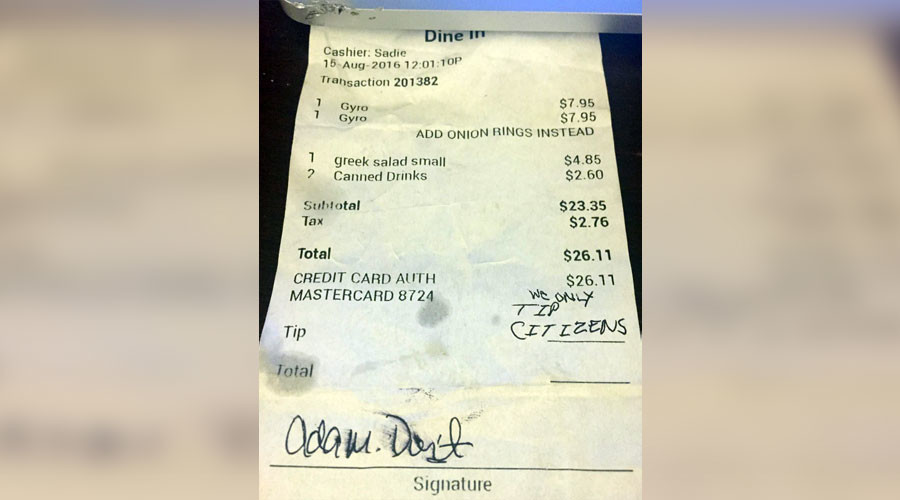 Dine In
Cashier: Sadie
15-Aug-2016 12:01:10P
Transaction 201382
1 Gyro $7.95
1 Gyro $7.95
ADD ONION RINGS INSTEAD
1 greek salad small $4.85
2 Canned Drinks $2.60
Subtotal $23.35
Tax $2.76
Total $26.11
CREDIT CARD AUTH $26.11
MASTERCARD 8724
WE ONLY
TIP
CITIZENS
Tip
Total
Adam.
Signature